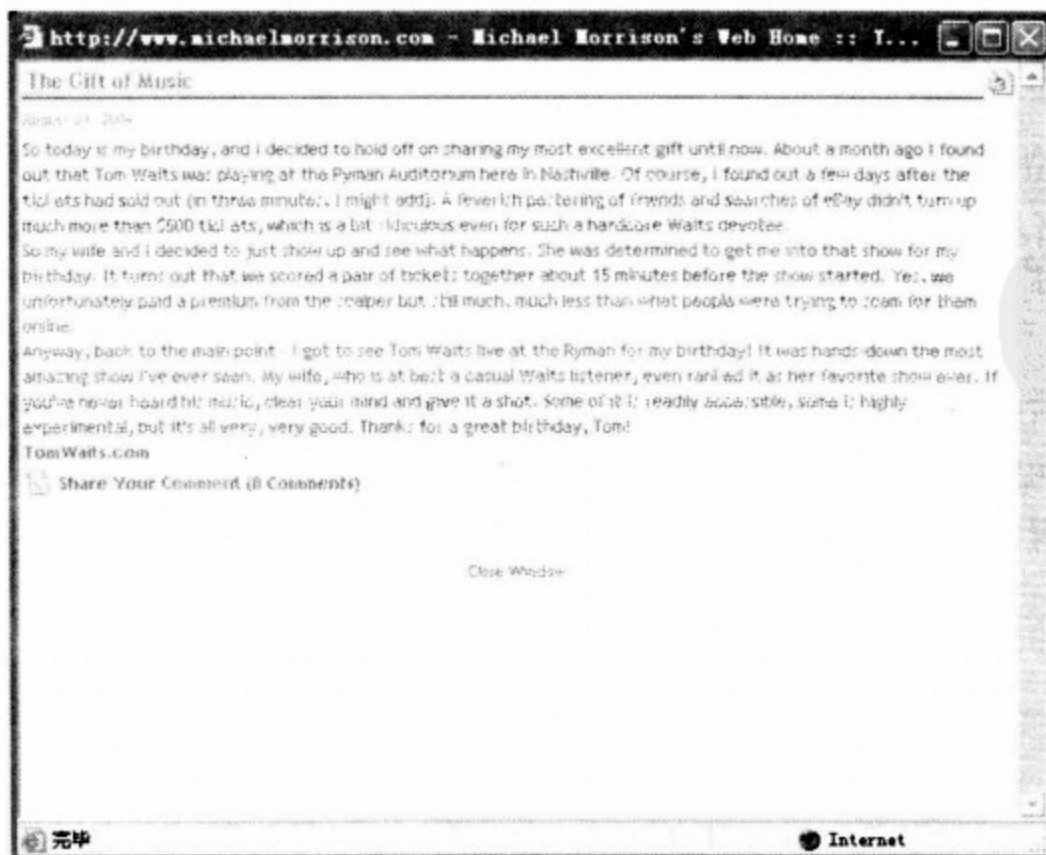 http://www.michaelmorrison.com - Michael Morrison's Web Home :: T...
The Gift of Music
August 2004
So today is my birthday, and I decided to hold off on sharing my most excellent gift until now. About a month ago I found
out that Tom Waits was playing at the Ryman Auditorium here in Nashville. Of course, I found out a few days after the
tickets had sold out (in three minutes, I might add). A feverish pestering of friends and searches of eBay didn't turn up
much more than $500 tickets, which is a bit ridiculous even for such a hardcore Waits devotee.
So my wife and I decided to just show up and see what happens. She was determined to get me into that show for my
birthday. It turns out that we scored a pair of tickets together about 15 minutes before the show started. Yes, we
unfortunately paid a premium from the scalper but still much, much less than what people were trying to scam for them
online.
Anyway, back to the main point - I got to see Tom Waits live at the Ryman for my birthday! It was hands-down the most
amazing show I've ever seen. My wife, who is at best a casual Waits listener, even ranked it as her favorite show ever. If
you've never heard his music, clear your mind and give it a shot. Some of it is readily accessible, some is highly
experimental, but it's all very, very good. Thanks for a great birthday, Tom!
TomWaits.com
Share Your Comment (0 Comments)
Close Window
完毕
Internet